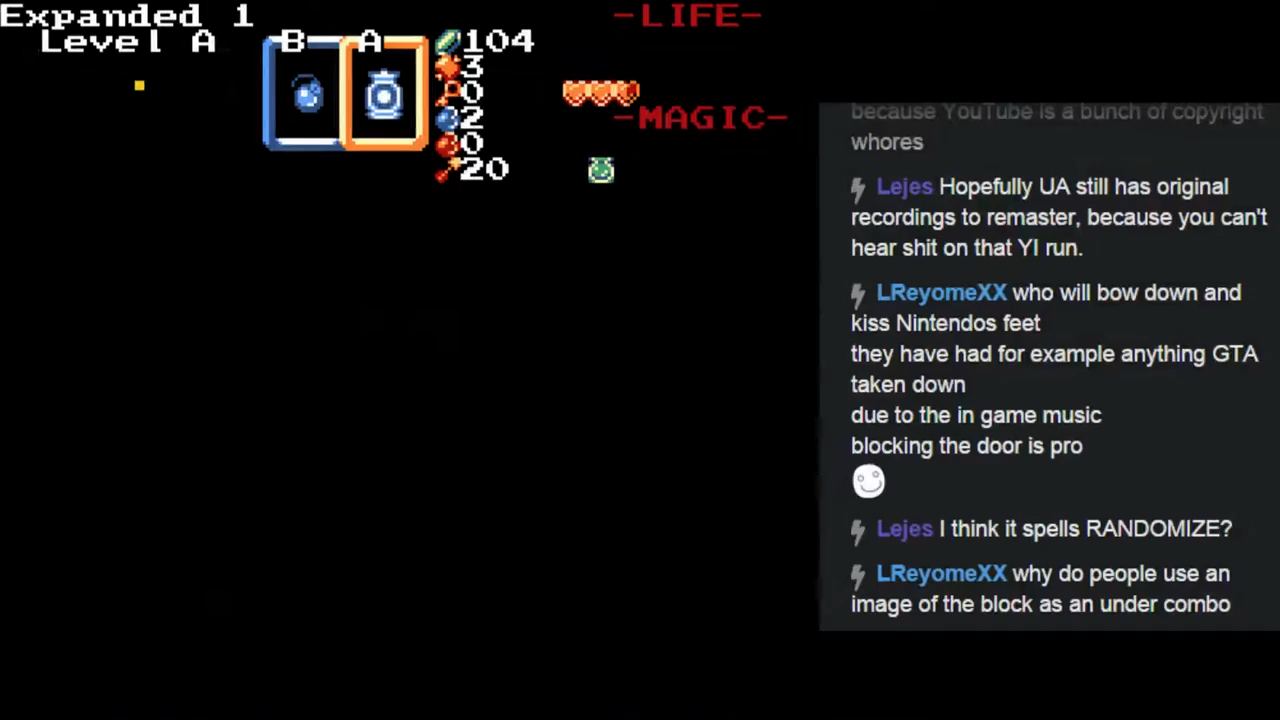 Expanded 1
-LIFE-
Level A
B A
104
3
0
2
0
20
-MAGIC-
because YouTube is a bunch of copyright
whores
Lejes Hopefully UA still has original
recordings to remaster, because you can't
hear shit on that YI run.
LReyomeXX who will bow down and
kiss Nintendos feet
they have had for example anything GTA
taken down
due to the in game music
blocking the door is pro
Lejes I think it spells RANDOMIZE?
LReyomeXX why do people use an
image of the block as an under combo